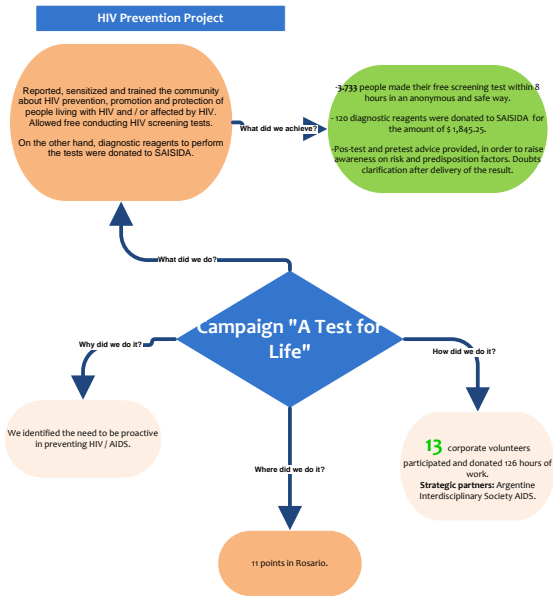 HIV Prevention Project
Reported, sensitized and trained the community
about HIV prevention, promotion and protection of
people living with HIV and / or affected by HIV.
Allowed free conducting HIV screening tests.
On the other hand, diagnostic reagents to perform
the tests were donated to SAISIDA.
What did we achieve?
-3.733 people made their free screening test within 8
hours in an anonymous and safe way.
- 120 diagnostic reagents were donated to SAISIDA for
the amount of $ 1,845.25.
-Pos-test and pretest advice provided, in order to raise
awareness on risk and predisposition factors. Doubts
clarification after delivery of the result.
What did we do?
Campaign "A Test for
Life"
Why did we do it?
We identified the need to be proactive
in preventing HIV / AIDS.
How did we do it?
13 corporate volunteers
participated and donated 126 hours of
work.
Strategic partners: Argentine
Interdisciplinary Society AIDS.
Where did we do it?
11 points in Rosario.